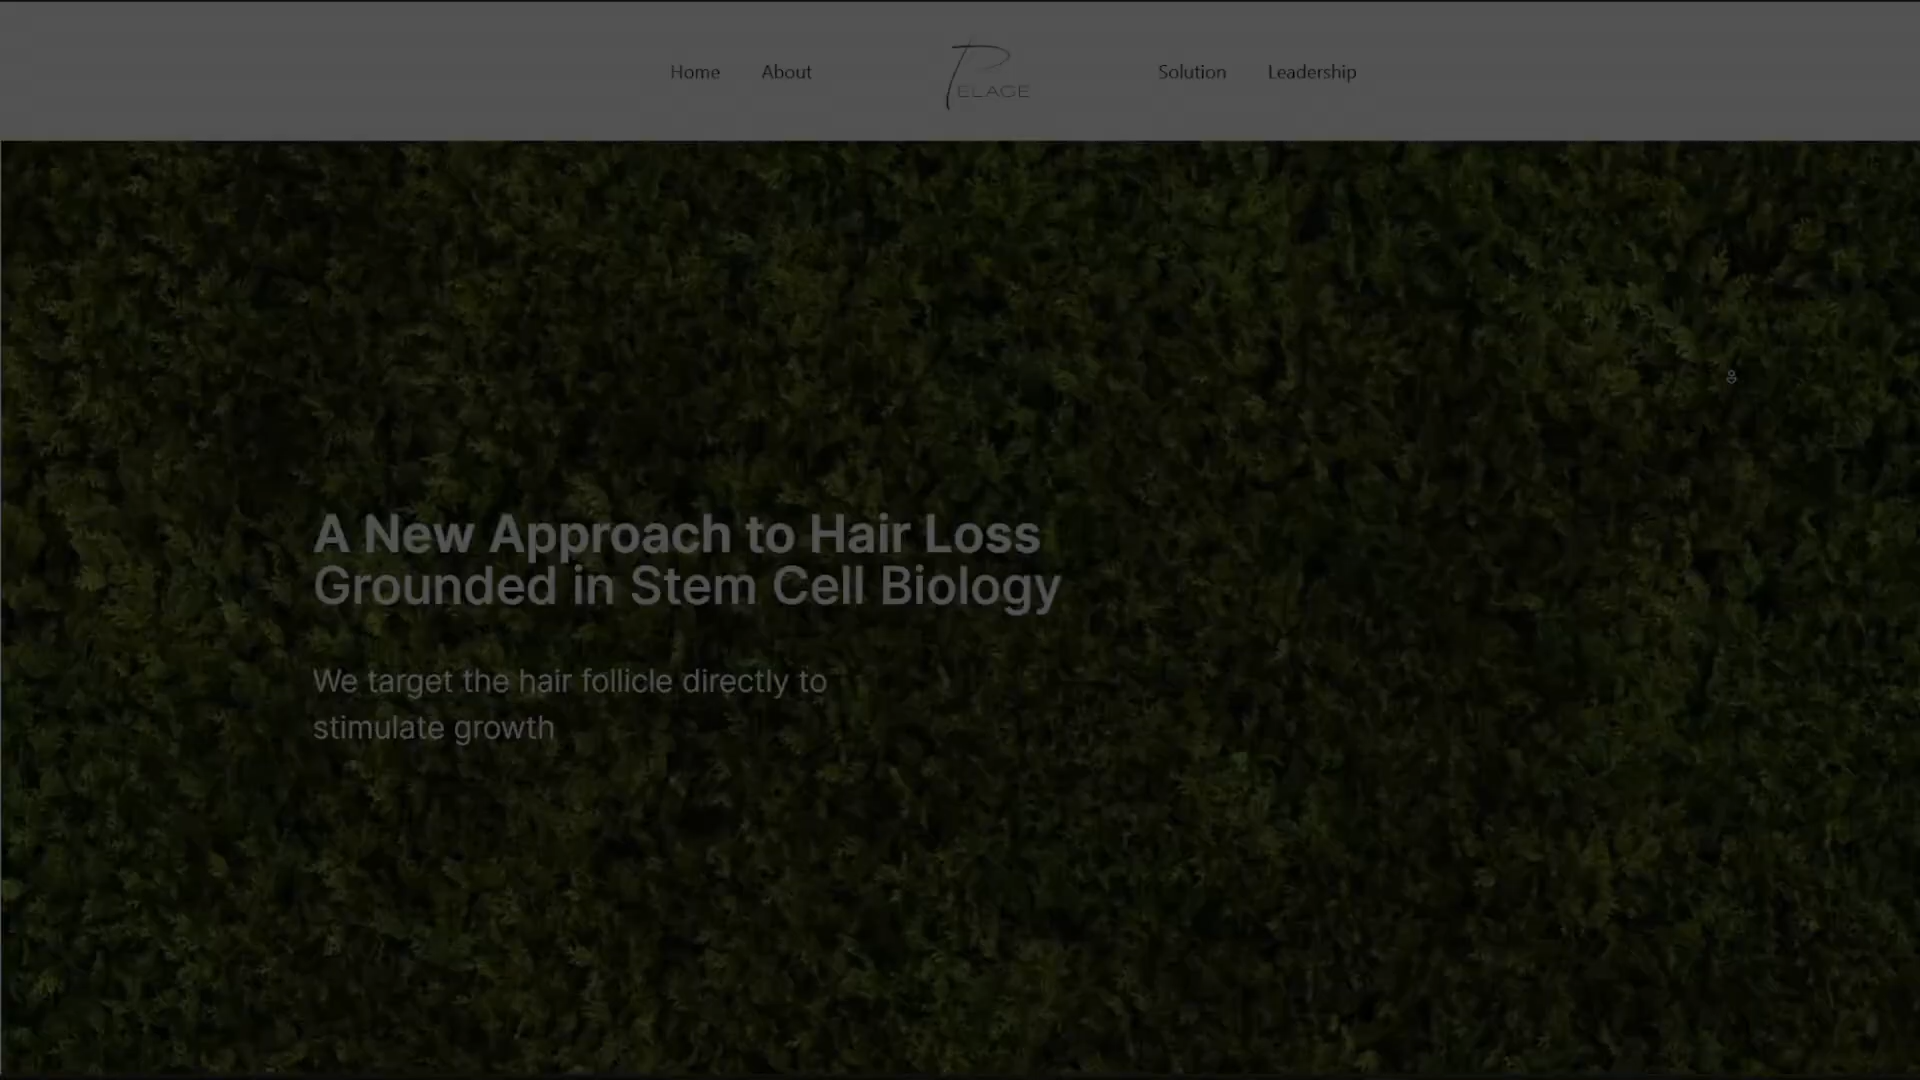 Home
About
PELAGE
Solution
Leadership
A New Approach to Hair Loss
Grounded in Stem Cell Biology
We target the hair follicle directly to
stimulate growth